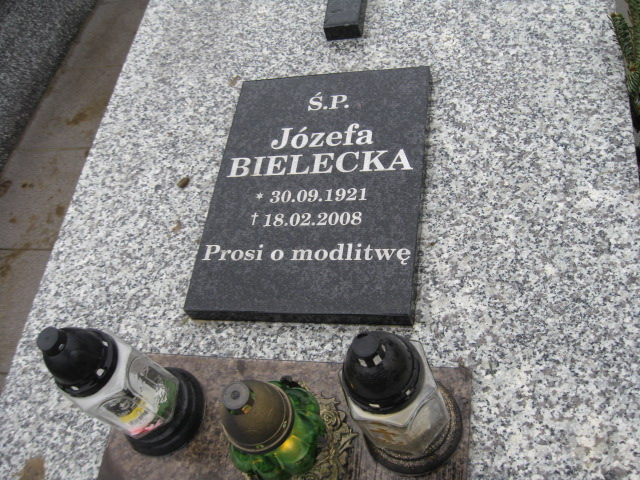 Ś.P.
Józefa
BIELECKA
* 30.09.1921
† 18.02.2008
Prosi o modlitwę